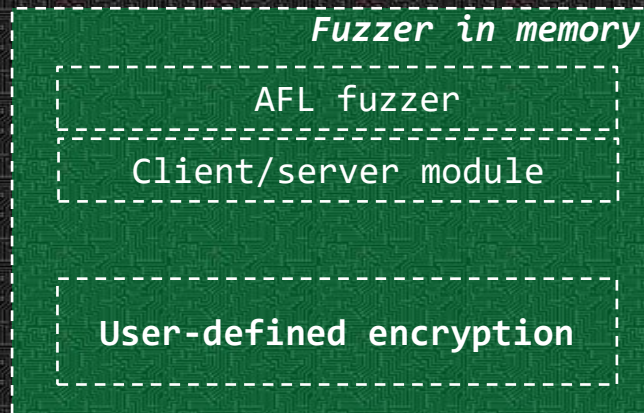 Fuzzer in memory
AFL fuzzer
Client/server module
User-defined encryption